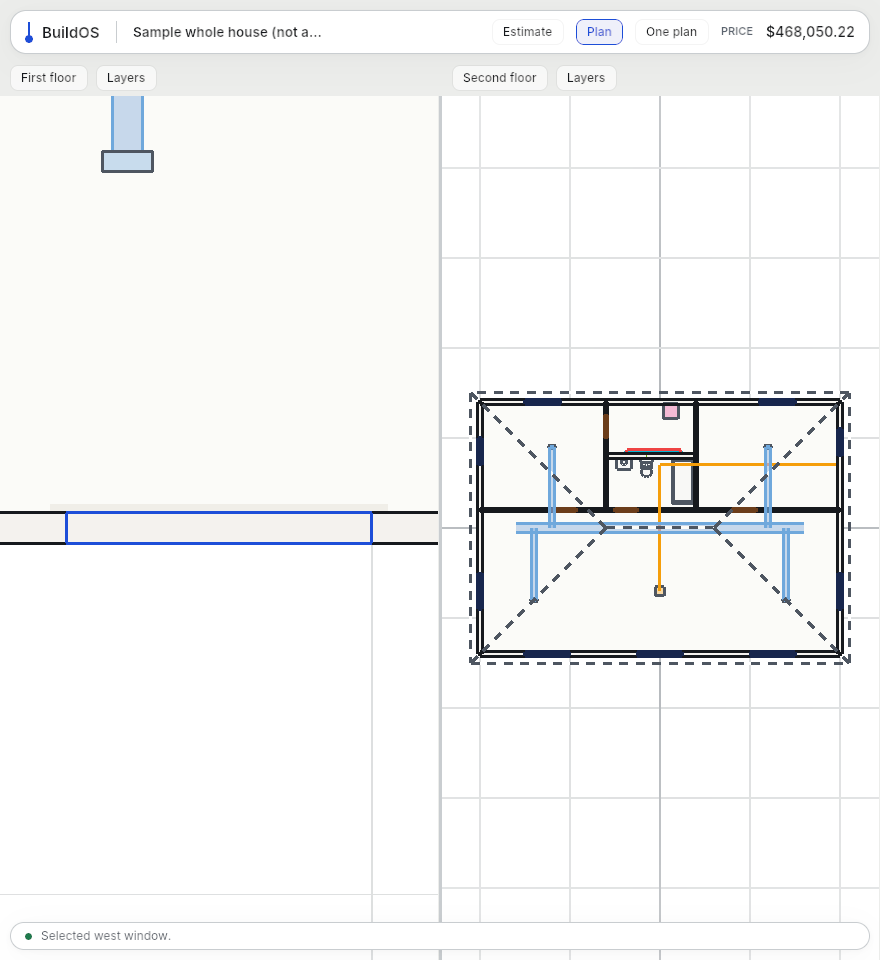 BuildOS
Sample whole house (not a...
Estimate
Plan
One plan
PRICE
$468,050.22
First floor
Layers
Second floor
Layers
Selected west window.